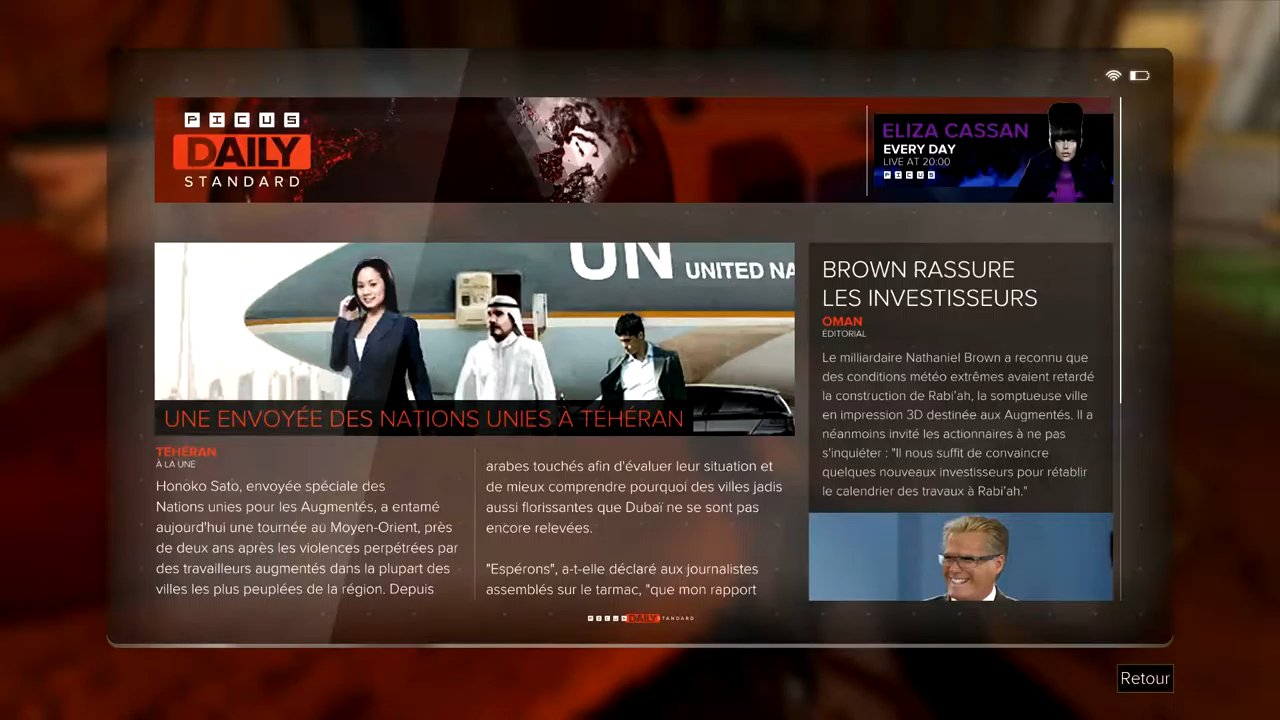 PICUS
DAILY
STANDARD
ELIZA CASSAN
EVERY DAY
LIVE AT 20:00
PICUS
UN UNITED NA
UNE ENVOYÉE DES NATIONS UNIES À TÉHÉRAN
TÉHÉRAN
À LA UNE
Honoko Sato, envoyée spéciale des
Nations unies pour les Augmentés, a entamé
aujourd'hui une tournée au Moyen-Orient, près
de deux ans après les violences perpétrées par
des travailleurs augmentés dans la plupart des
villes les plus peuplées de la région. Depuis
arabes touchés afin d'évaluer leur situation et
de mieux comprendre pourquoi des villes jadis
aussi florissantes que Dubaï ne se sont pas
encore relevées.
"Espérons", a-t-elle déclaré aux journalistes
assemblés sur le tarmac, "que mon rapport
BROWN RASSURE
LES INVESTISSEURS
OMAN
ÉDITORIAL
Le milliardaire Nathaniel Brown a reconnu que
des conditions météo extrêmes avaient retardé
la construction de Rabi'ah, la somptueuse ville
en impression 3D destinée aux Augmentés. Il a
néanmoins invité les actionnaires à ne pas
s'inquiéter : "Il nous suffit de convaincre
quelques nouveaux investisseurs pour rétablir
le calendrier des travaux à Rabi'ah."
PICUS DAILY STANDARD
Retour